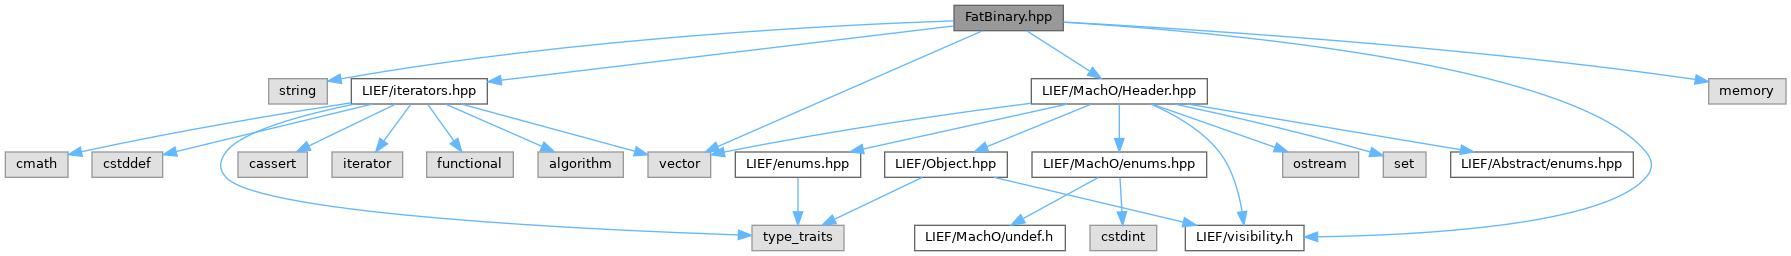 FatBinary.hpp
string
LIEF/iterators.hpp
LIEF/MachO/Header.hpp
memory
cmath
cstddef
cassert
iterator
functional
algorithm
vector
LIEF/enums.hpp
LIEF/Object.hpp
LIEF/MachO/enums.hpp
ostream
set
LIEF/Abstract/enums.hpp
type_traits
LIEF/MachO/undef.h
cstdint
LIEF/visibility.h